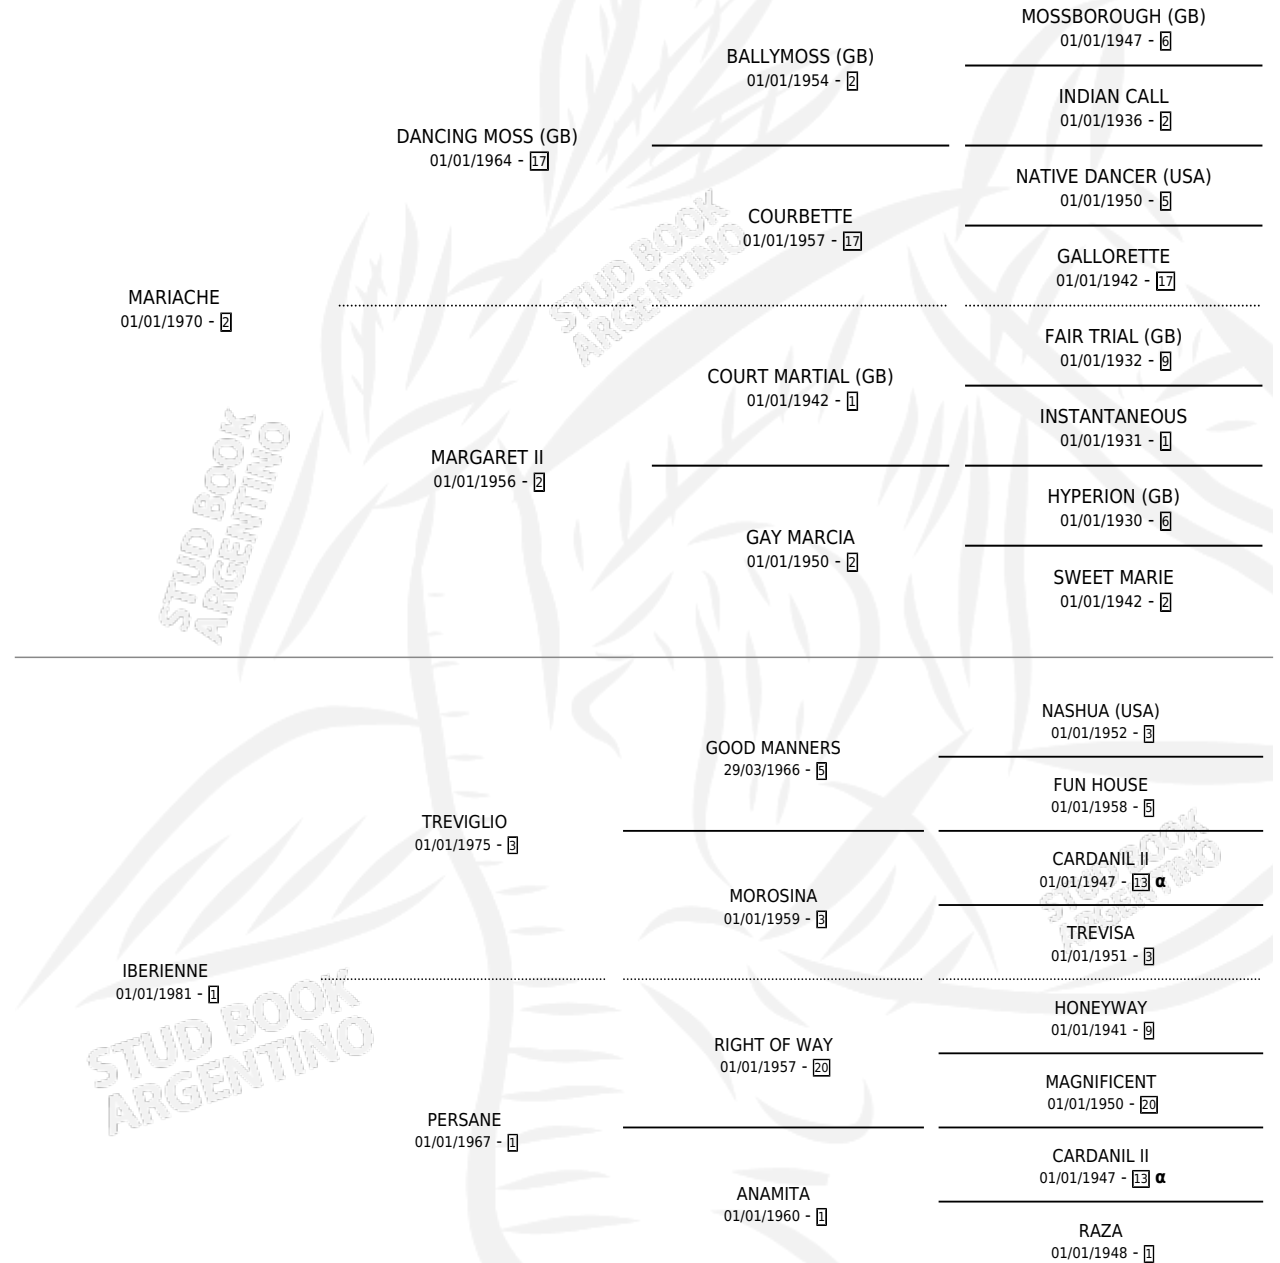 MOSSBOROUGH (GB)
01/01/1947 - 6
BALLYMOSS (GB)
01/01/1954 - 2
INDIAN CALL
01/01/1936 - 2
DANCING MOSS (GB)
01/01/1964 - 17
NATIVE DANCER (USA)
01/01/1950 - 5
COURBETTE
01/01/1957 - 17
GALLORETTE
01/01/1942 - 17
MARIACHE
01/01/1970 - 2
FAIR TRIAL (GB)
01/01/1932 - 9
COURT MARTIAL (GB)
01/01/1942 - 1
INSTANTANEOUS
01/01/1931 - 1
MARGARET II
01/01/1956 - 2
HYPERION (GB)
01/01/1930 - 6
GAY MARCIA
01/01/1950 - 2
SWEET MARIE
01/01/1942 - 2
NASHUA (USA)
01/01/1952 - 3
GOOD MANNERS
29/03/1966 - 5
FUN HOUSE
01/01/1958 - 5
TREVIGLIO
01/01/1975 - 3
CARDANIL II
01/01/1947 - 13 α
MOROSINA
01/01/1959 - 3
TREVISA
01/01/1951 - 3
IBERIENNE
01/01/1981 - 1
HONEYWAY
01/01/1941 - 9
RIGHT OF WAY
01/01/1957 - 20
MAGNIFICENT
01/01/1950 - 20
PERSANE
01/01/1967 - 1
CARDANIL II
01/01/1947 - 13 α
ANAMITA
01/01/1960 - 1
RAZA
01/01/1948 - 1
STUD BOOK
ARGENTINO
STUD BOOK
ARGENTINO
STUD BOOK
ARGENTINO
STUD BOOK
ARGENTINO